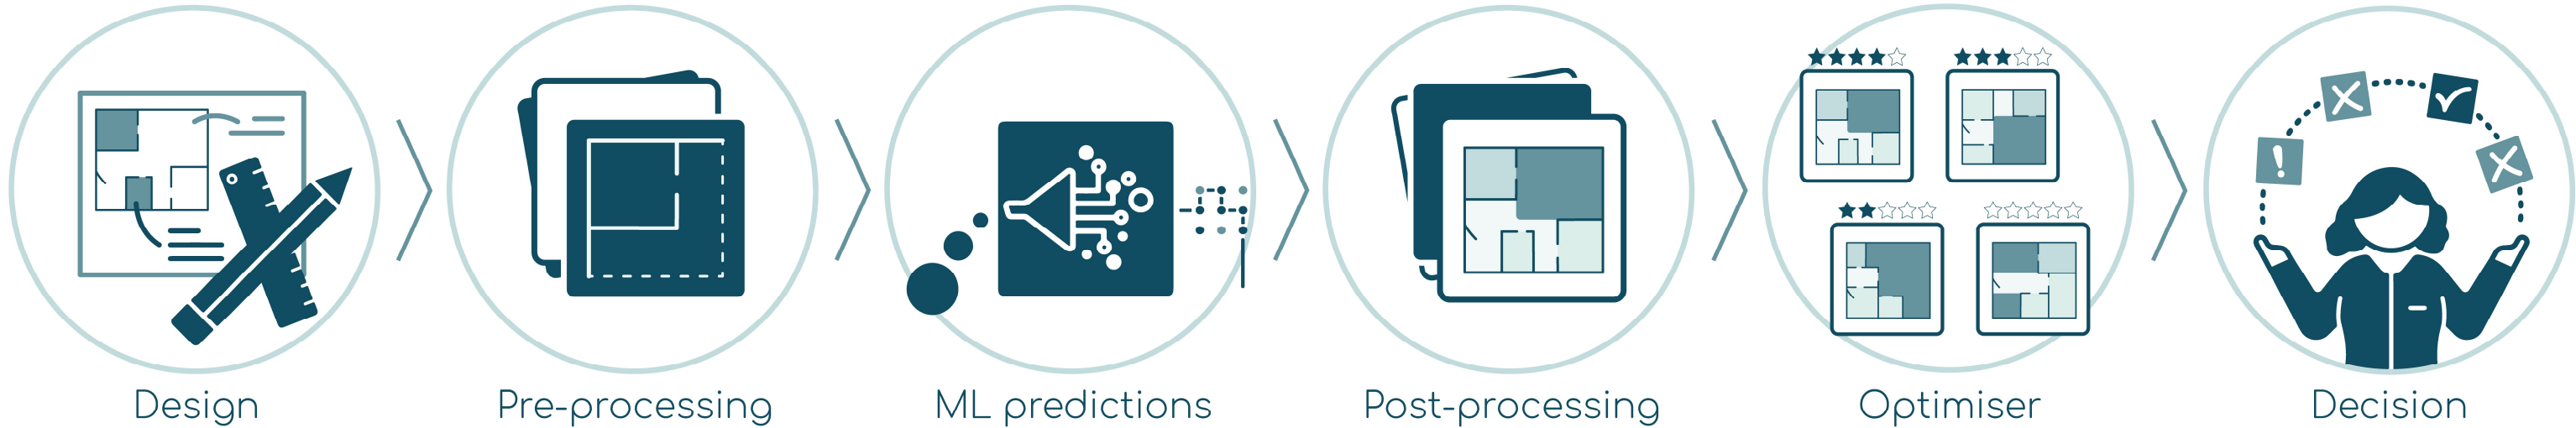 Design
Pre-processing
ML predictions
Post-processing
Optimiser
Decision